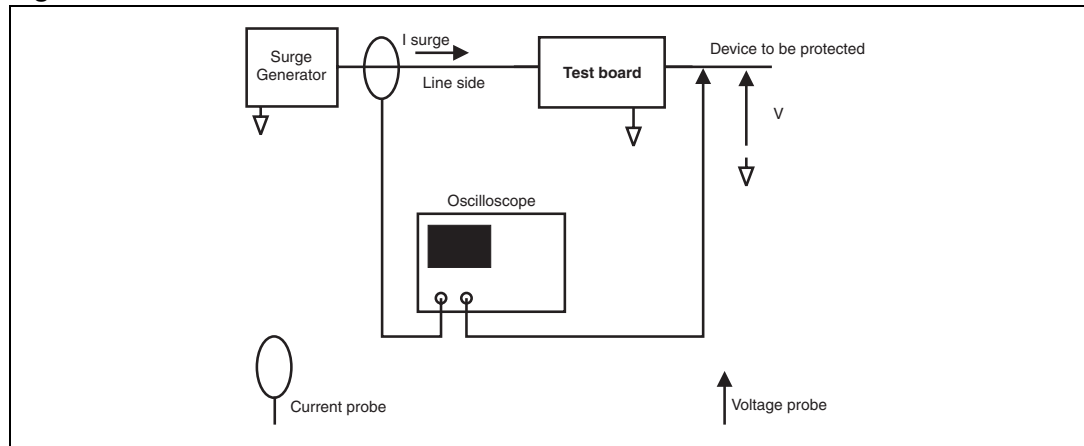 I surge
Surge
Generator
Line side
Test board
Device to be protected
V
Oscilloscope
Current probe
Voltage probe